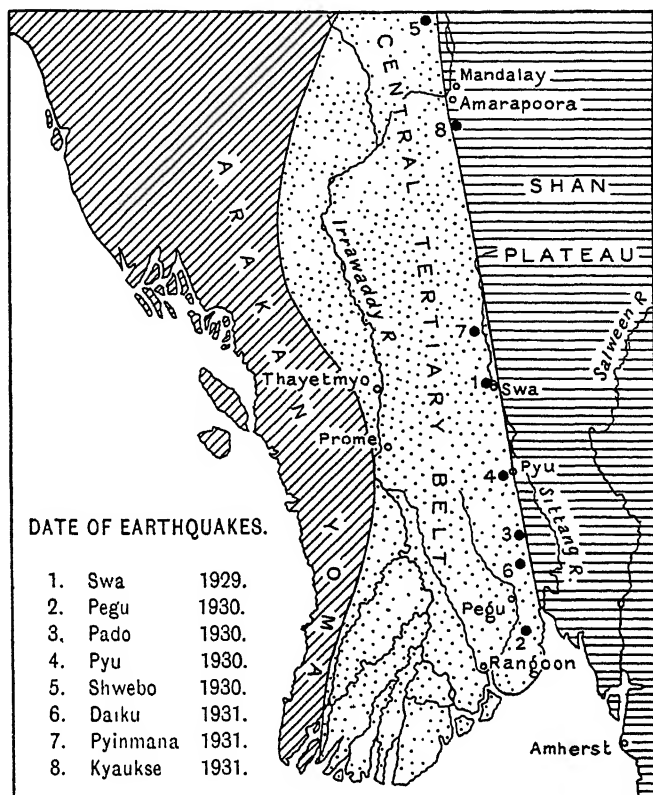 5
CENTRAL TERTIARY BELT
Mandalay
Amarapoora
8
ARAKAN YOMA
SHAN
PLATEAU
Irrawaddy R
Salween R
7
Thayetmyo
1
Swa
Prome
4
Pyu
Sittang R.
3
6
Pegu
2
Rangoon
Amherst
DATE OF EARTHQUAKES.
1. Swa 1929.
2. Pegu 1930.
3. Pado 1930.
4. Pyu 1930.
5. Shwebo 1930.
6. Daiku 1931.
7. Pyinmana 1931.
8. Kyaukse 1931.